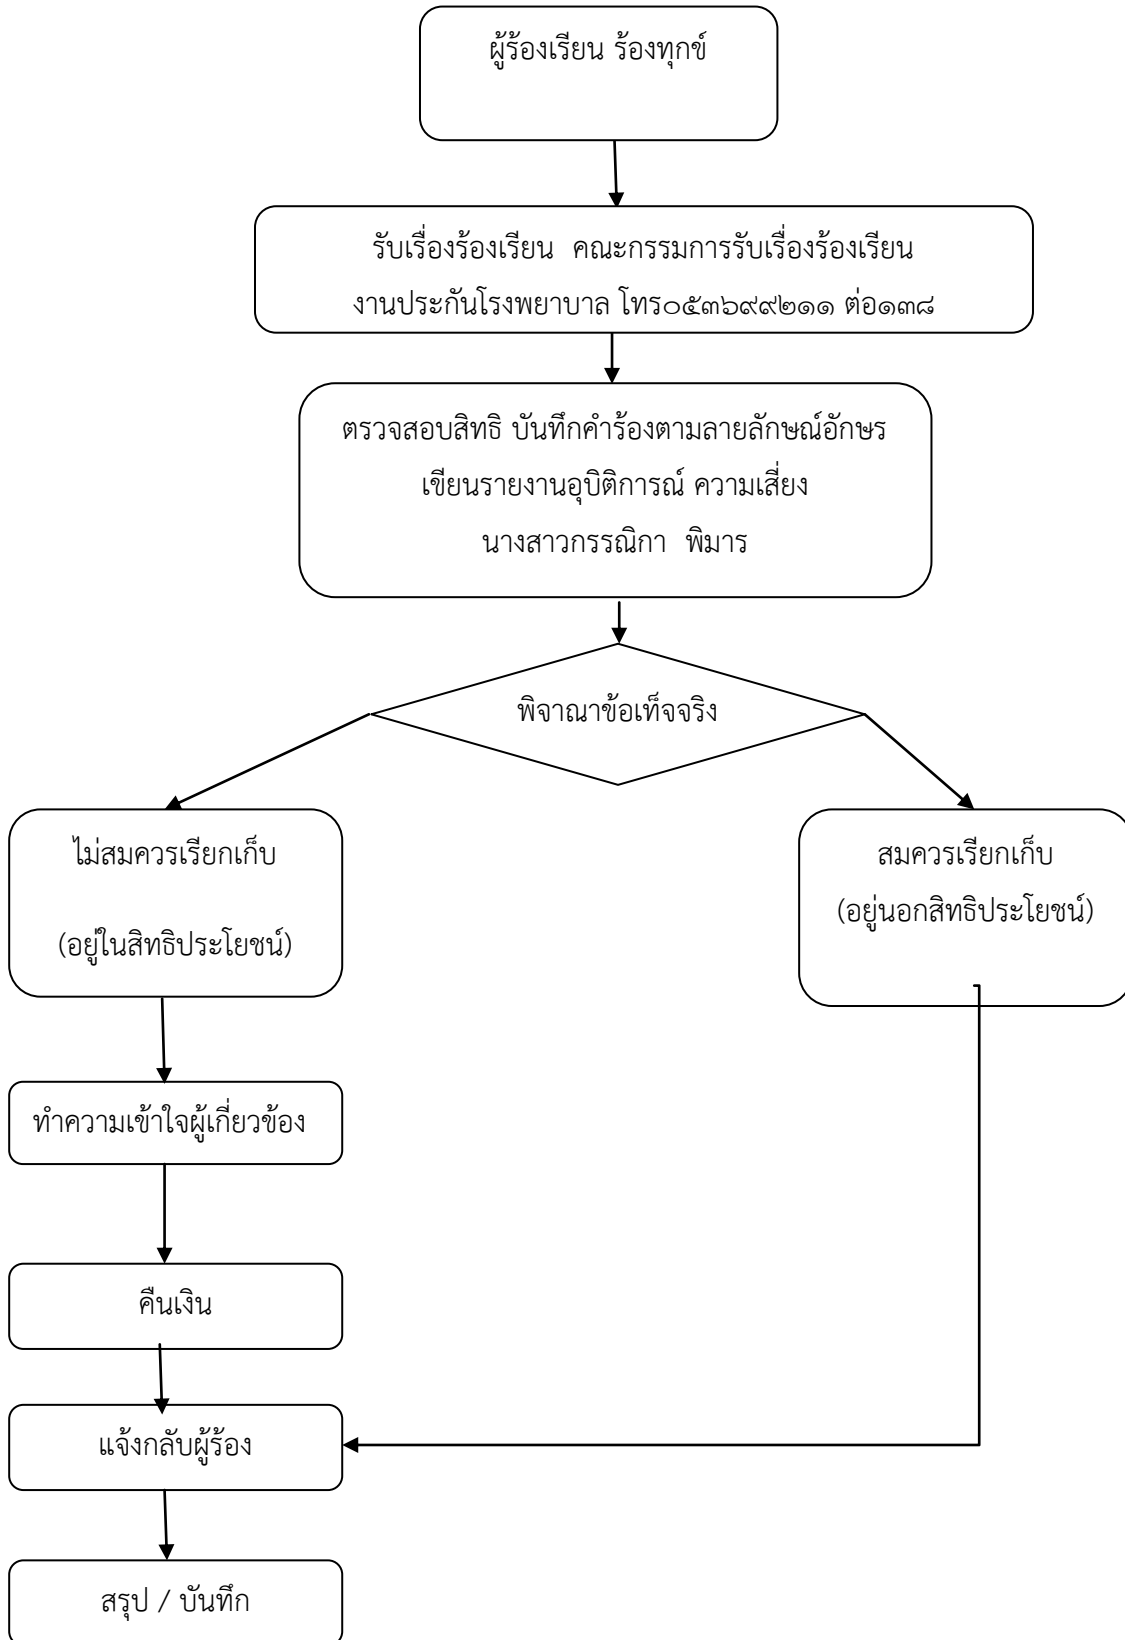 ผู้ร้องเรียน ร้องทุกข์
รับเรื่องร้องเรียน คณะกรรมการรับเรื่องร้องเรียน
งานประกันโรงพยาบาล โทร๐๕๓๖๙๙๒๑๑ ต่อ๑๓๘
ตรวจสอบสิทธิ บันทึกคำร้องตามลายลักษณ์อักษร
เขียนรายงานอุบิติการณ์ ความเสี่ยง
นางสาวกรรณิกา พิมาร
พิจาณาข้อเท็จจริง
ไม่สมควรเรียกเก็บ
(อยู่ในสิทธิประโยชน์)
สมควรเรียกเก็บ
(อยู่นอกสิทธิประโยชน์)
ทำความเข้าใจผู้เกี่ยวข้อง
คืนเงิน
แจ้งกลับผู้ร้อง
สรุป / บันทึก